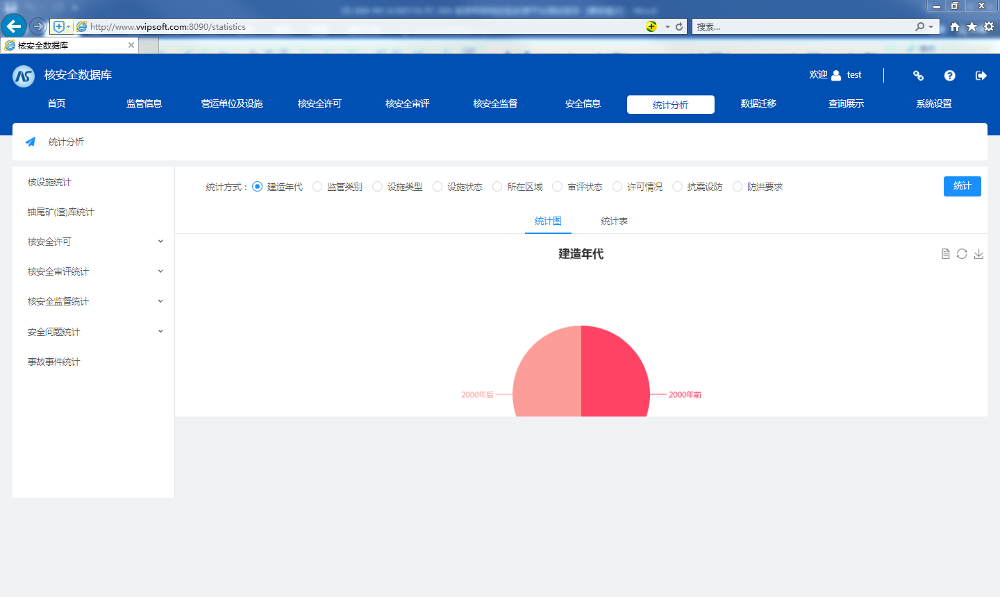 http://www.vvipsoft.com:8090/statistics
搜索...
核安全数据库
核安全数据库
欢迎 test
首页 监管信息 营运单位及设施 核安全许可 核安全审评 核安全监督 安全信息 统计分析 数据迁移 查询展示 系统设置
统计分析
核设施统计
铀尾矿(渣)库统计
核安全许可
核安全审评统计
核安全监督统计
安全问题统计
事故事件统计
统计方式： 建造年代 监管类别 设施类型 设施状态 所在区域 审评状态 许可情况 抗震设防 防洪要求
统计
统计图 统计表
建造年代
2000年后
2000年前